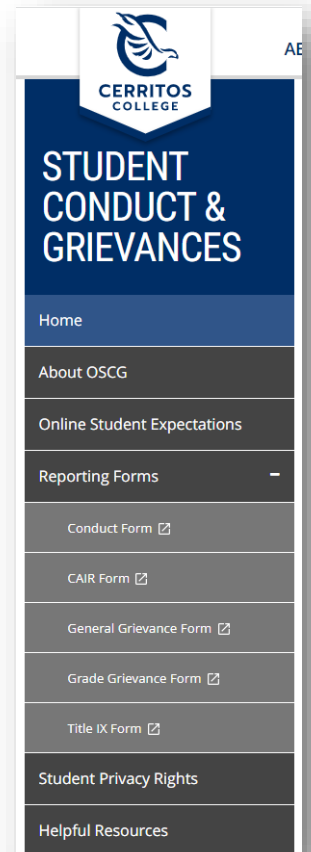 CERRITOS
COLLEGE
AB
STUDENT
CONDUCT &
GRIEVANCES
Home
About OSCG
Online Student Expectations
Reporting Forms
Conduct Form
CAIR Form
General Grievance Form
Grade Grievance Form
Title IX Form
Student Privacy Rights
Helpful Resources